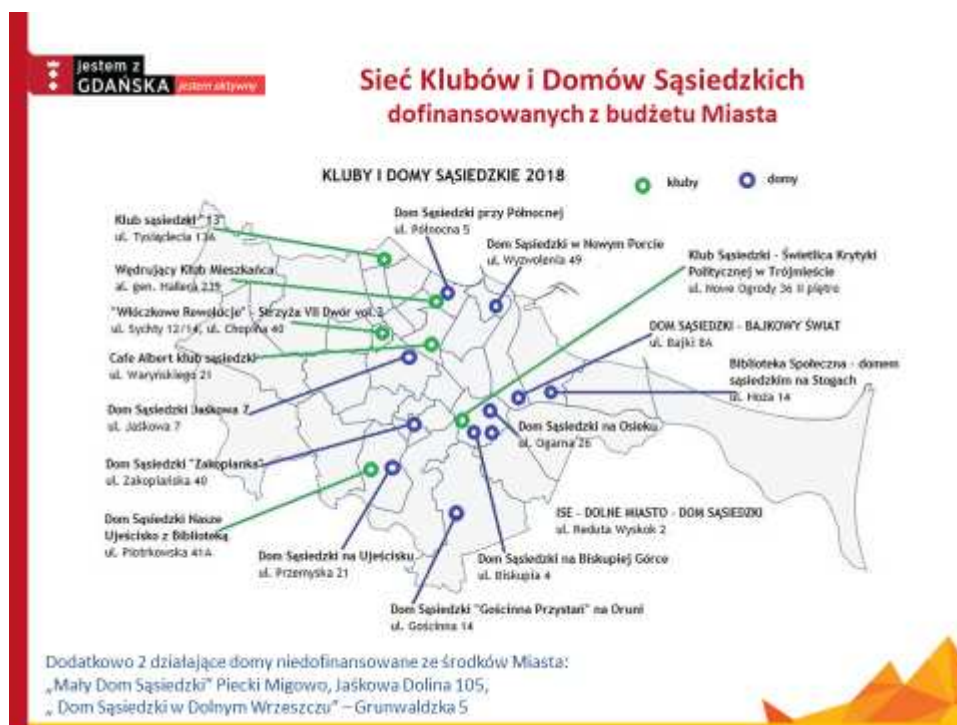 jestem z
GDAŃSKA jestem aktywny
Sieć Klubów i Domów Sąsiedzkich
dofinansowanych z budżetu Miasta
KLUBY I DOMY SĄSIEDZKIE 2018
kluby
domy
Klub sąsiedzki "13"
ul. Tysiąclecia 13A
Wędrujący Klub Mieszkańca
al. gen. Hallera 239
"Włóczkowe Rewolucje" - Strzyża VII Dwór vol.2
ul. Sychty 12/14, ul. Chopina 40
Cafe Albert klub sąsiedzki
ul. Waryńskiego 21
Dom Sąsiedzki Jaśkowa 7
ul. Jaśkowa 7
Dom Sąsiedzki "Zakopianka"
ul. Zakopiańska 40
Dom Sąsiedzki Nasze
Ujeścisko z Biblioteką
ul. Piotrkowska 41A
Dom Sąsiedzki na Ujeścisku
ul. Przemyska 21
Dom Sąsiedzki przy Północnej
ul. Północna 5
Dom Sąsiedzki w Nowym Porcie
ul. Wyzwolenia 49
Klub Sąsiedzki - Świetlica Krytyki
Politycznej w Trójmieście
ul. Nowe Ogrody 36 II piętro
DOM SĄSIEDZKI - BAJKOWY ŚWIAT
ul. Bajki 8A
Biblioteka Społeczna - domem
sąsiedzkim na Stogach
ul. Hoża 14
Dom Sąsiedzki na Osieku
ul. Ogarna 26
ISE - DOLNE MIASTO - DOM SĄSIEDZKI
ul. Reduta Wyskok 2
Dom Sąsiedzki na Biskupiej Górce
ul. Biskupia 4
Dom Sąsiedzki "Gościnna Przystań" na Oruni
ul. Gościnna 14
Dodatkowo 2 działające domy niedofinansowane ze środków Miasta:
„Mały Dom Sąsiedzki" Piecki Migowo, Jaśkowa Dolina 105,
„ Dom Sąsiedzki w Dolnym Wrzeszczu" – Grunwaldzka 5